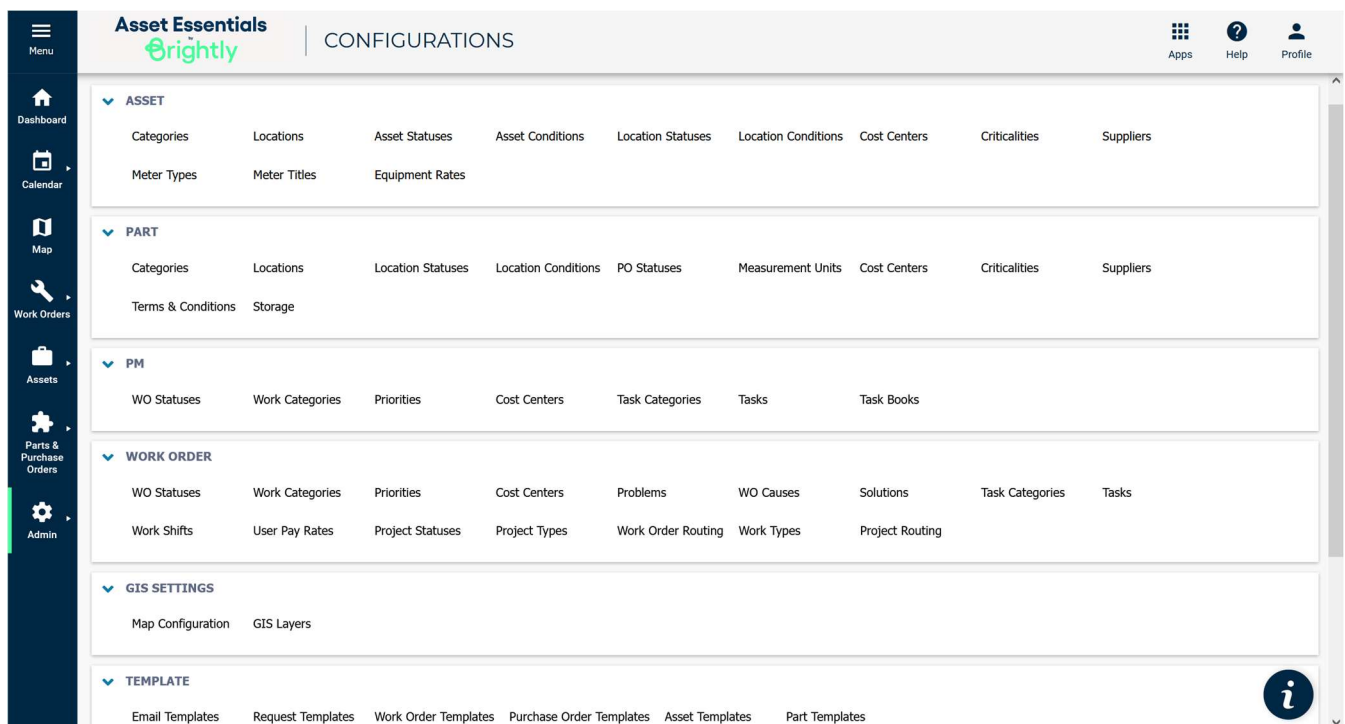 Menu
Asset Essentials
by
Brightly
CONFIGURATIONS
Apps
Help
Profile
Dashboard
Calendar
Map
Work Orders
Assets
Parts &
Purchase
Orders
Admin
ASSET
Categories Locations Asset Statuses Asset Conditions Location Statuses Location Conditions Cost Centers Criticalities Suppliers
Meter Types Meter Titles Equipment Rates
PART
Categories Locations Location Statuses Location Conditions PO Statuses Measurement Units Cost Centers Criticalities Suppliers
Terms & Conditions Storage
PM
WO Statuses Work Categories Priorities Cost Centers Task Categories Tasks Task Books
WORK ORDER
WO Statuses Work Categories Priorities Cost Centers Problems WO Causes Solutions Task Categories Tasks
Work Shifts User Pay Rates Project Statuses Project Types Work Order Routing Work Types Project Routing
GIS SETTINGS
Map Configuration GIS Layers
TEMPLATE
Email Templates Request Templates Work Order Templates Purchase Order Templates Asset Templates Part Templates